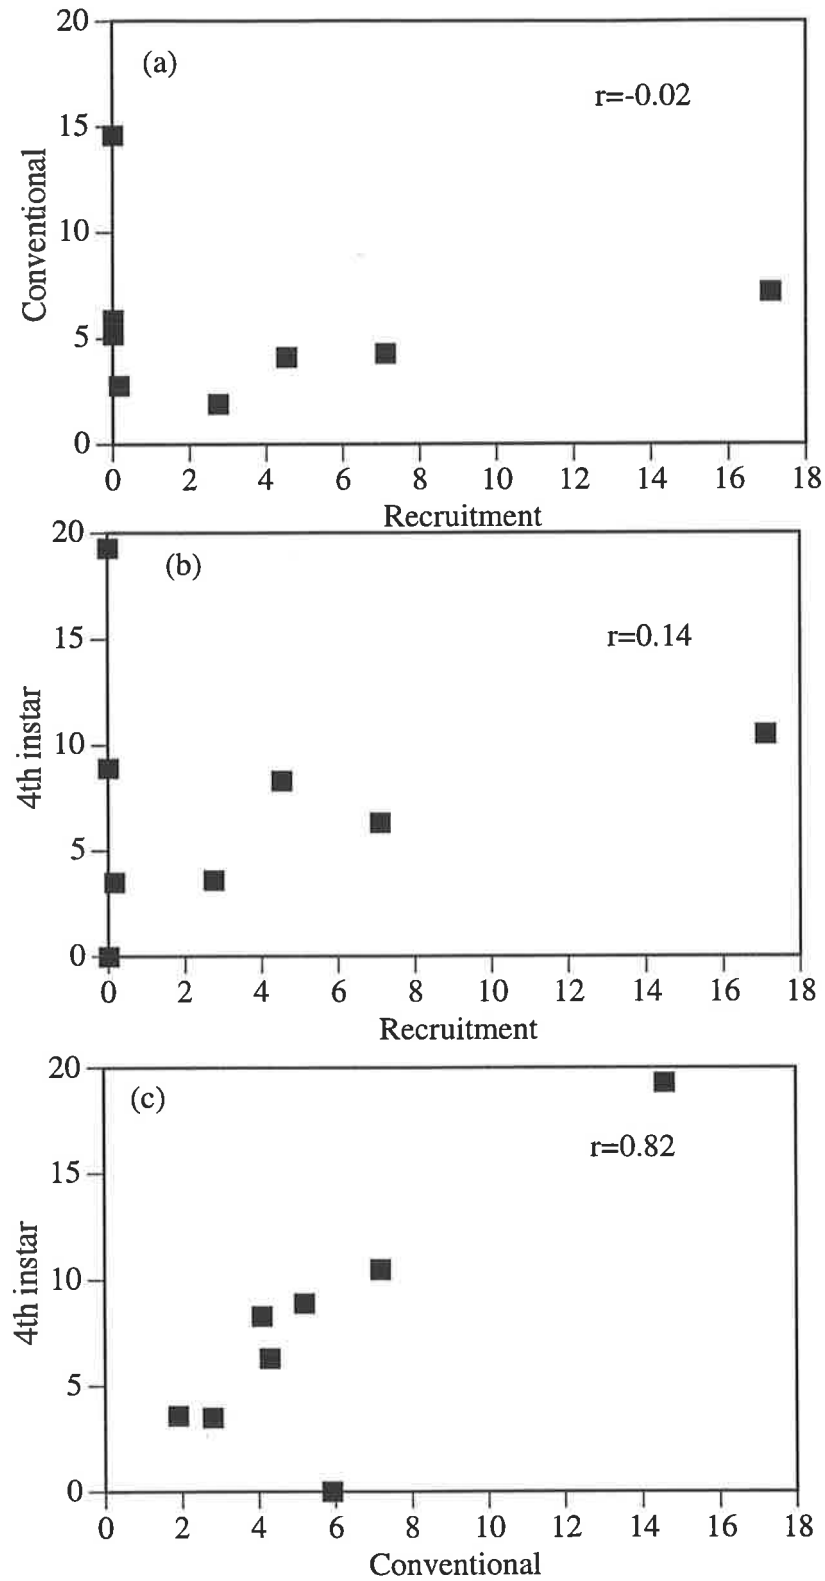 20
(a)
r=-0.02
15
Conventional
10
5
0
0 2 4 6 8 10 12 14 16 18
Recruitment
20
(b)
r=0.14
15
4th instar
10
5
0
0 2 4 6 8 10 12 14 16 18
Recruitment
20
(c)
r=0.82
15
4th instar
10
5
0
0 2 4 6 8 10 12 14 16 18
Conventional